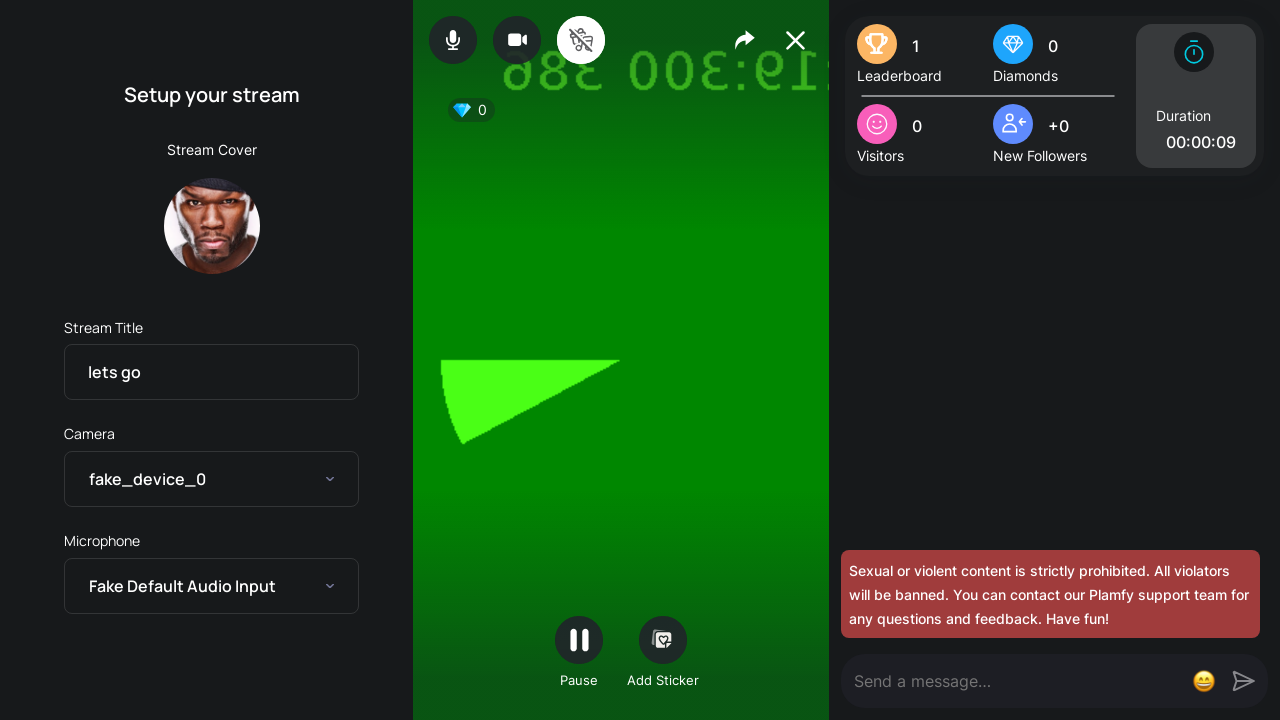 Setup your stream
Stream Cover
Stream Title
lets go
Camera
fake_device_0
Microphone
Fake Default Audio Input
:19:300 386
0
Pause
Add Sticker
1
Leaderboard
0
Diamonds
0
Visitors
+0
New Followers
Duration
00:00:09
Sexual or violent content is strictly prohibited. All violators
will be banned. You can contact our Plamfy support team for
any questions and feedback. Have fun!
Send a message...